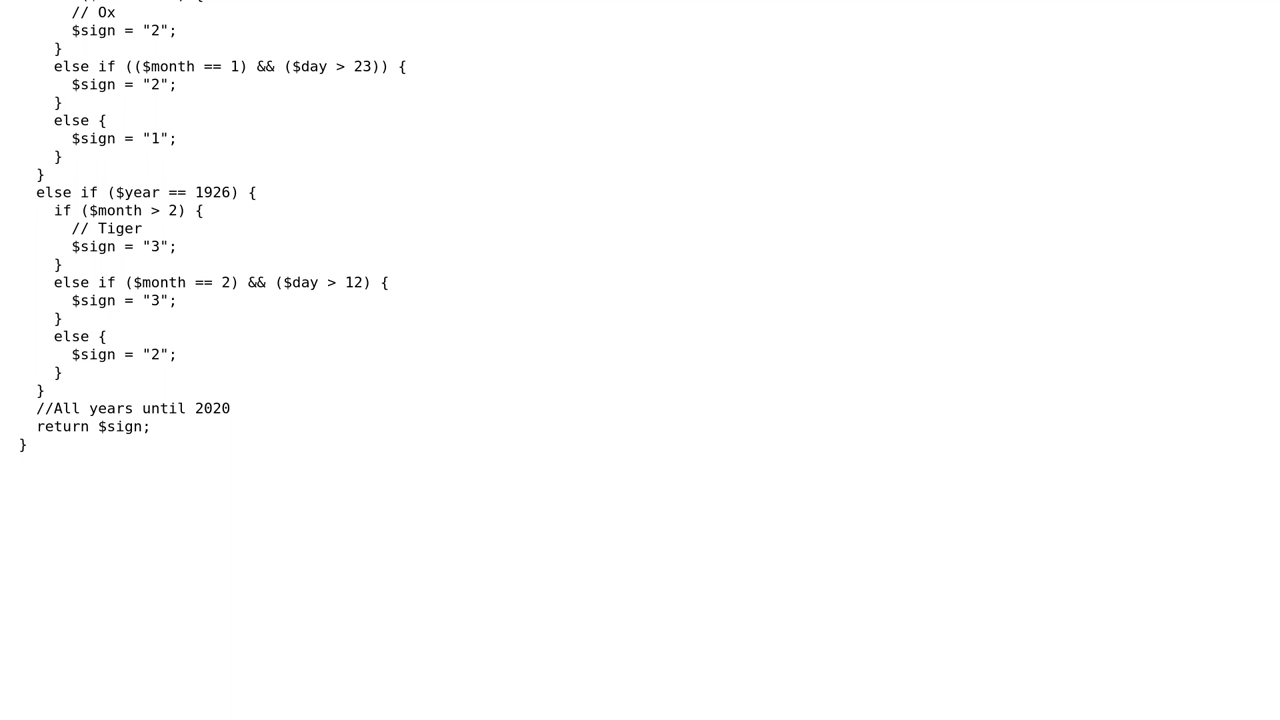 // Ox
$sign = "2";
}
else if (($month == 1) && ($day > 23)) {
$sign = "2";
}
else {
$sign = "1";
}
}
else if ($year == 1926) {
if ($month > 2) {
// Tiger
$sign = "3";
}
else if ($month == 2) && ($day > 12) {
$sign = "3";
}
else {
$sign = "2";
}
}
//All years until 2020
return $sign;
}